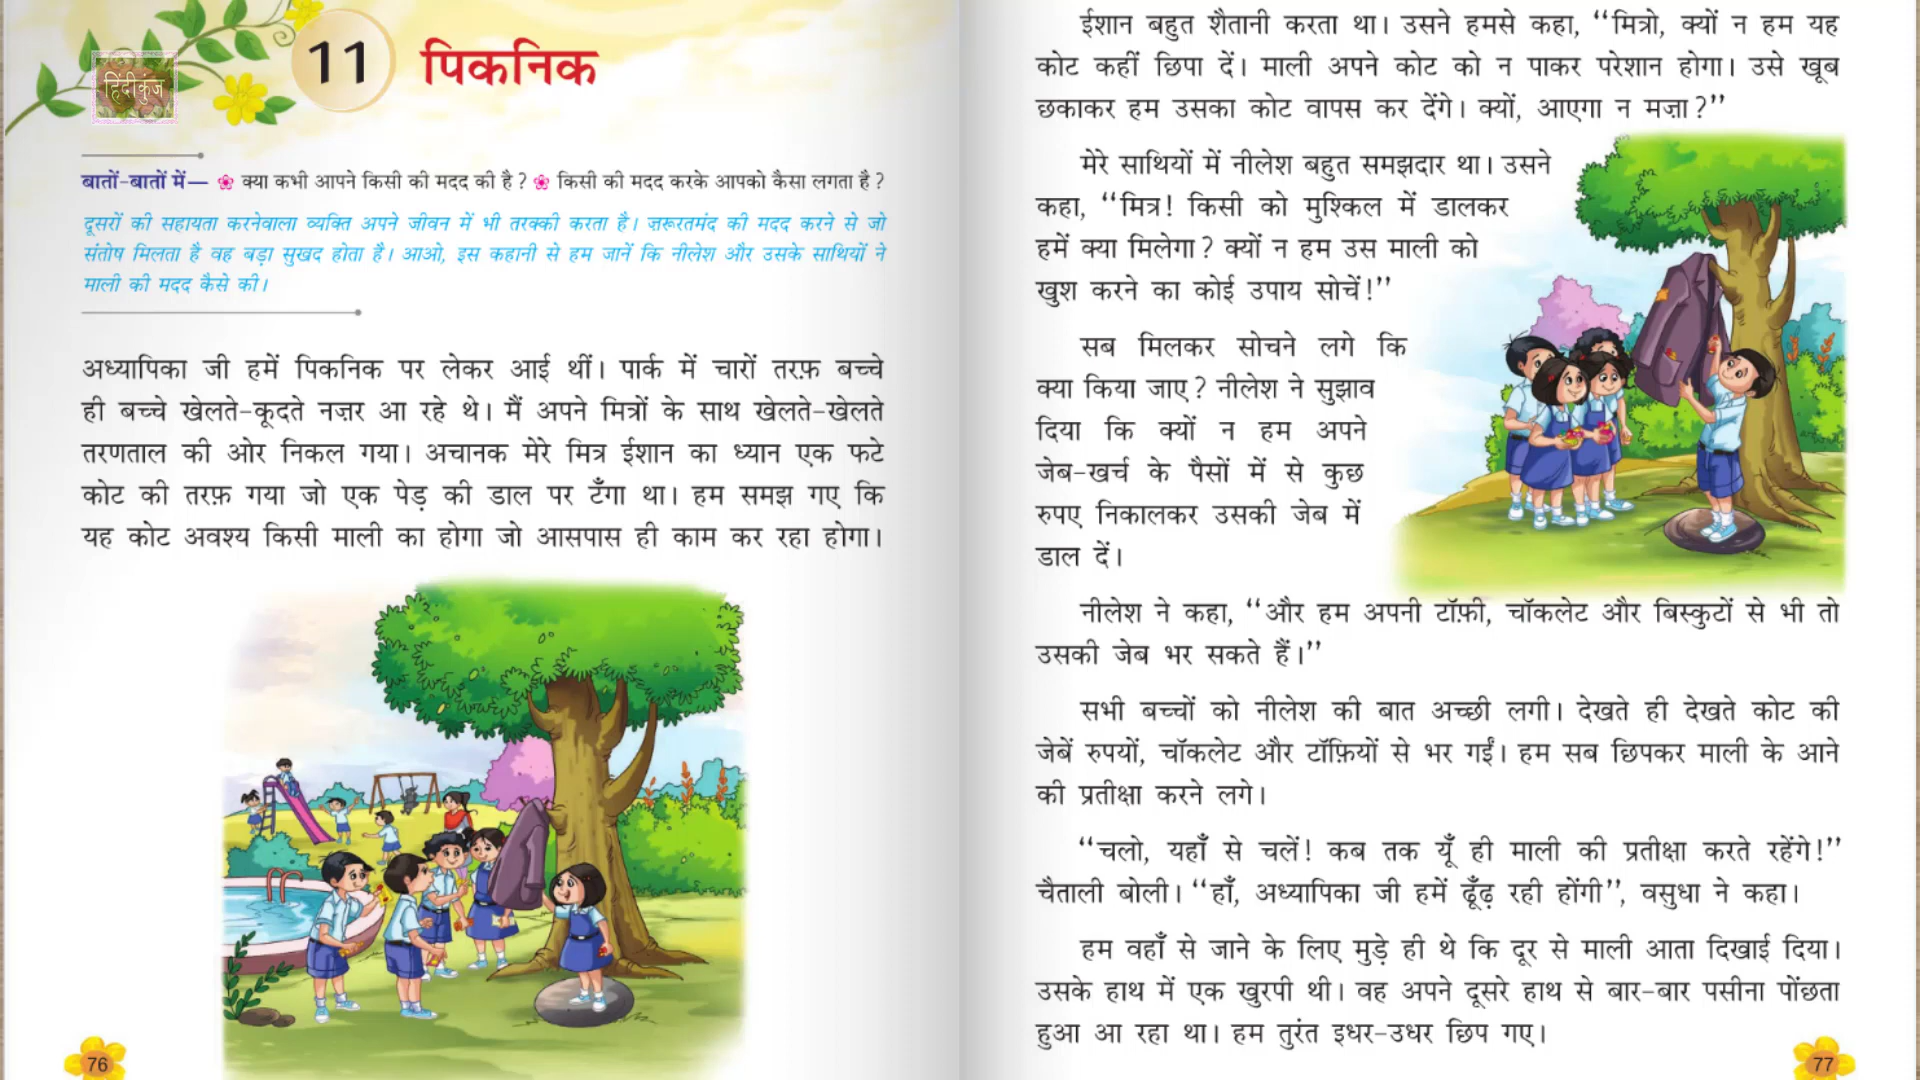 हिंदीकुंज
11 पिकनिक
बातों-बातों में— क्या कभी आपने किसी की मदद की है? किसी की मदद करके आपको कैसा लगता है?
दूसरों की सहायता करनेवाला व्यक्ति अपने जीवन में भी तरक्की करता है। ज़रूरतमंद की मदद करने से जो
संतोष मिलता है वह बड़ा सुखद होता है। आओ, इस कहानी से हम जानें कि नीलेश और उसके साथियों ने
माली की मदद कैसे की।
अध्यापिका जी हमें पिकनिक पर लेकर आई थीं। पार्क में चारों तरफ़ बच्चे
ही बच्चे खेलते-कूदते नज़र आ रहे थे। मैं अपने मित्रों के साथ खेलते-खेलते
तरणताल की ओर निकल गया। अचानक मेरे मित्र ईशान का ध्यान एक फटे
कोट की तरफ़ गया जो एक पेड़ की डाल पर टँगा था। हम समझ गए कि
यह कोट अवश्य किसी माली का होगा जो आसपास ही काम कर रहा होगा।
76
ईशान बहुत शैतानी करता था। उसने हमसे कहा, “मित्रो, क्यों न हम यह
कोट कहीं छिपा दें। माली अपने कोट को न पाकर परेशान होगा। उसे खूब
छकाकर हम उसका कोट वापस कर देंगे। क्यों, आएगा न मज़ा?”
मेरे साथियों में नीलेश बहुत समझदार था। उसने
कहा, “मित्र! किसी को मुश्किल में डालकर
हमें क्या मिलेगा? क्यों न हम उस माली को
खुश करने का कोई उपाय सोचें!”
सब मिलकर सोचने लगे कि
क्या किया जाए? नीलेश ने सुझाव
दिया कि क्यों न हम अपने
जेब-खर्च के पैसों में से कुछ
रुपए निकालकर उसकी जेब में
डाल दें।
नीलेश ने कहा, “और हम अपनी टॉफ़ी, चॉकलेट और बिस्कुटों से भी तो
उसकी जेब भर सकते हैं।”
सभी बच्चों को नीलेश की बात अच्छी लगी। देखते ही देखते कोट की
जेबें रुपयों, चॉकलेट और टॉफ़ियों से भर गईं। हम सब छिपकर माली के आने
की प्रतीक्षा करने लगे।
“चलो, यहाँ से चलें! कब तक यूँ ही माली की प्रतीक्षा करते रहेंगे!”
चैताली बोली। “हाँ, अध्यापिका जी हमें ढूँढ़ रही होंगी”, वसुधा ने कहा।
हम वहाँ से जाने के लिए मुड़े ही थे कि दूर से माली आता दिखाई दिया।
उसके हाथ में एक खुरपी थी। वह अपने दूसरे हाथ से बार-बार पसीना पोंछता
हुआ आ रहा था। हम तुरंत इधर-उधर छिप गए।
77